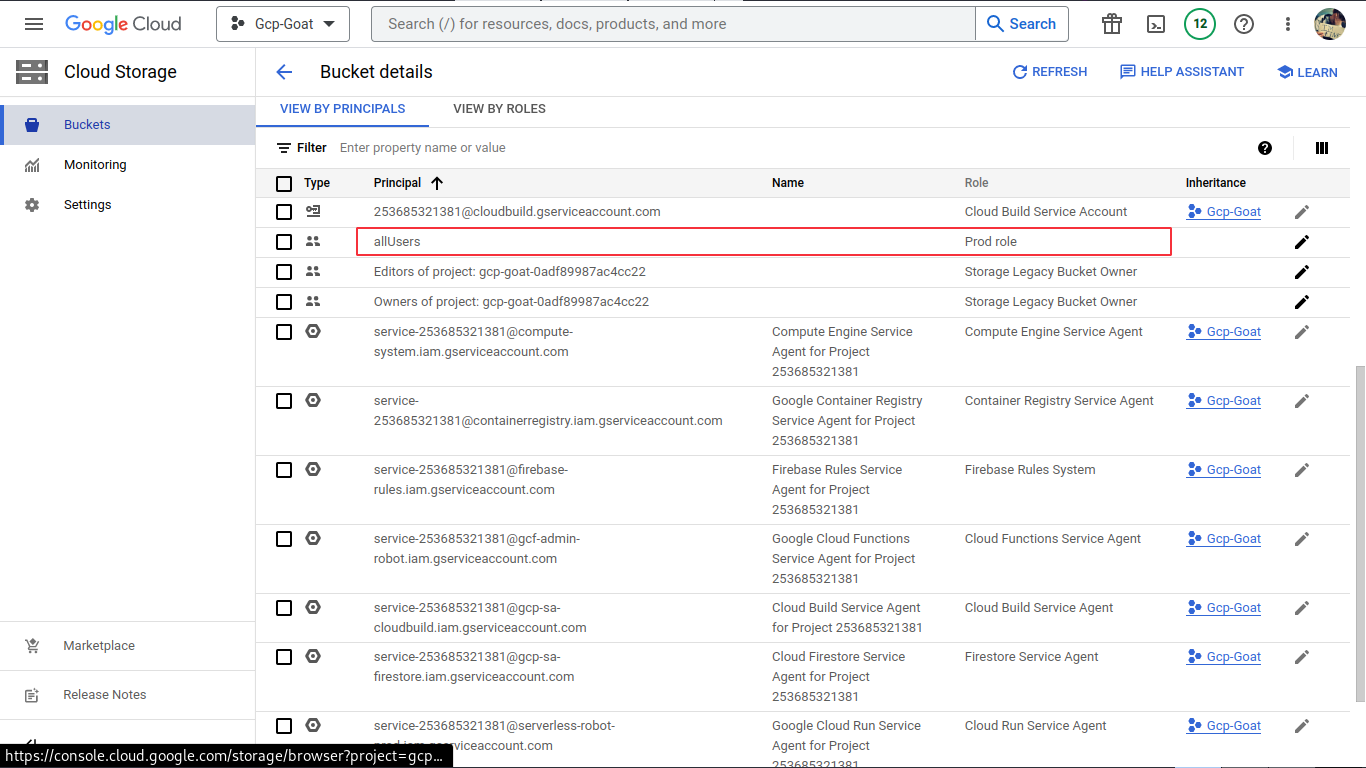 Google Cloud
Gcp-Goat
Search (/) for resources, docs, products, and more
Search
12
Cloud Storage
Bucket details
REFRESH
HELP ASSISTANT
LEARN
Buckets
Monitoring
Settings
Marketplace
Release Notes
VIEW BY PRINCIPALS
VIEW BY ROLES
Filter Enter property name or value
Type Principal Name Role Inheritance
253685321381@cloudbuild.gserviceaccount.com Cloud Build Service Account Gcp-Goat
allUsers Prod role
Editors of project: gcp-goat-0adf89987ac4cc22 Storage Legacy Bucket Owner
Owners of project: gcp-goat-0adf89987ac4cc22 Storage Legacy Bucket Owner
service-253685321381@compute- Compute Engine Service Compute Engine Service Agent Gcp-Goat
system.iam.gserviceaccount.com Agent for Project
253685321381
service- Google Container Registry Container Registry Service Agent Gcp-Goat
253685321381@containerregistry.iam.gserviceaccount.com Service Agent for Project
253685321381
service-253685321381@firebase- Firebase Rules Service Firebase Rules System Gcp-Goat
rules.iam.gserviceaccount.com Agent for Project
253685321381
service-253685321381@gcf-admin- Google Cloud Functions Cloud Functions Service Agent Gcp-Goat
robot.iam.gserviceaccount.com Service Agent for Project
253685321381
service-253685321381@gcp-sa- Cloud Build Service Agent Cloud Build Service Agent Gcp-Goat
cloudbuild.iam.gserviceaccount.com for Project 253685321381
service-253685321381@gcp-sa- Cloud Firestore Service Firestore Service Agent Gcp-Goat
firestore.iam.gserviceaccount.com Agent for Project
253685321381
service-253685321381@serverless-robot- Google Cloud Run Service Cloud Run Service Agent Gcp-Goat
Agent for Project
253685321381
https://console.cloud.google.com/storage/browser?project=gcp...